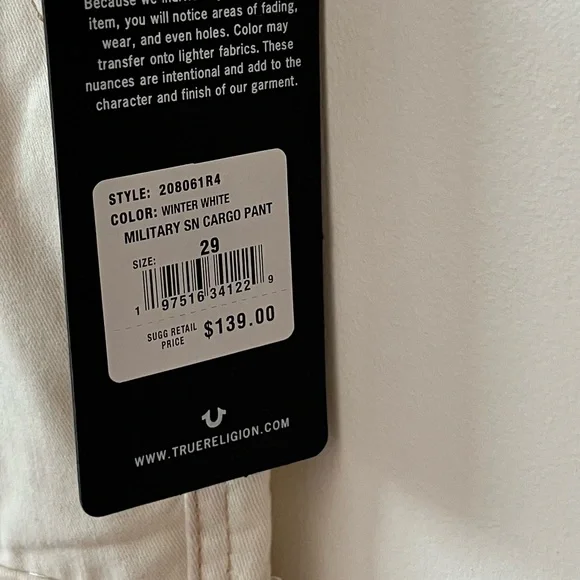 Because we
item, you will notice areas of fading,
wear, and even holes. Color may
transfer onto lighter fabrics. These
nuances are intentional and add to the
character and finish of our garment.
STYLE: 208061R4
COLOR: WINTER WHITE
MILITARY SN CARGO PANT
SIZE: 29
1 97516 34122 9
SUGG RETAIL
PRICE $139.00
WWW.TRUERELIGION.COM